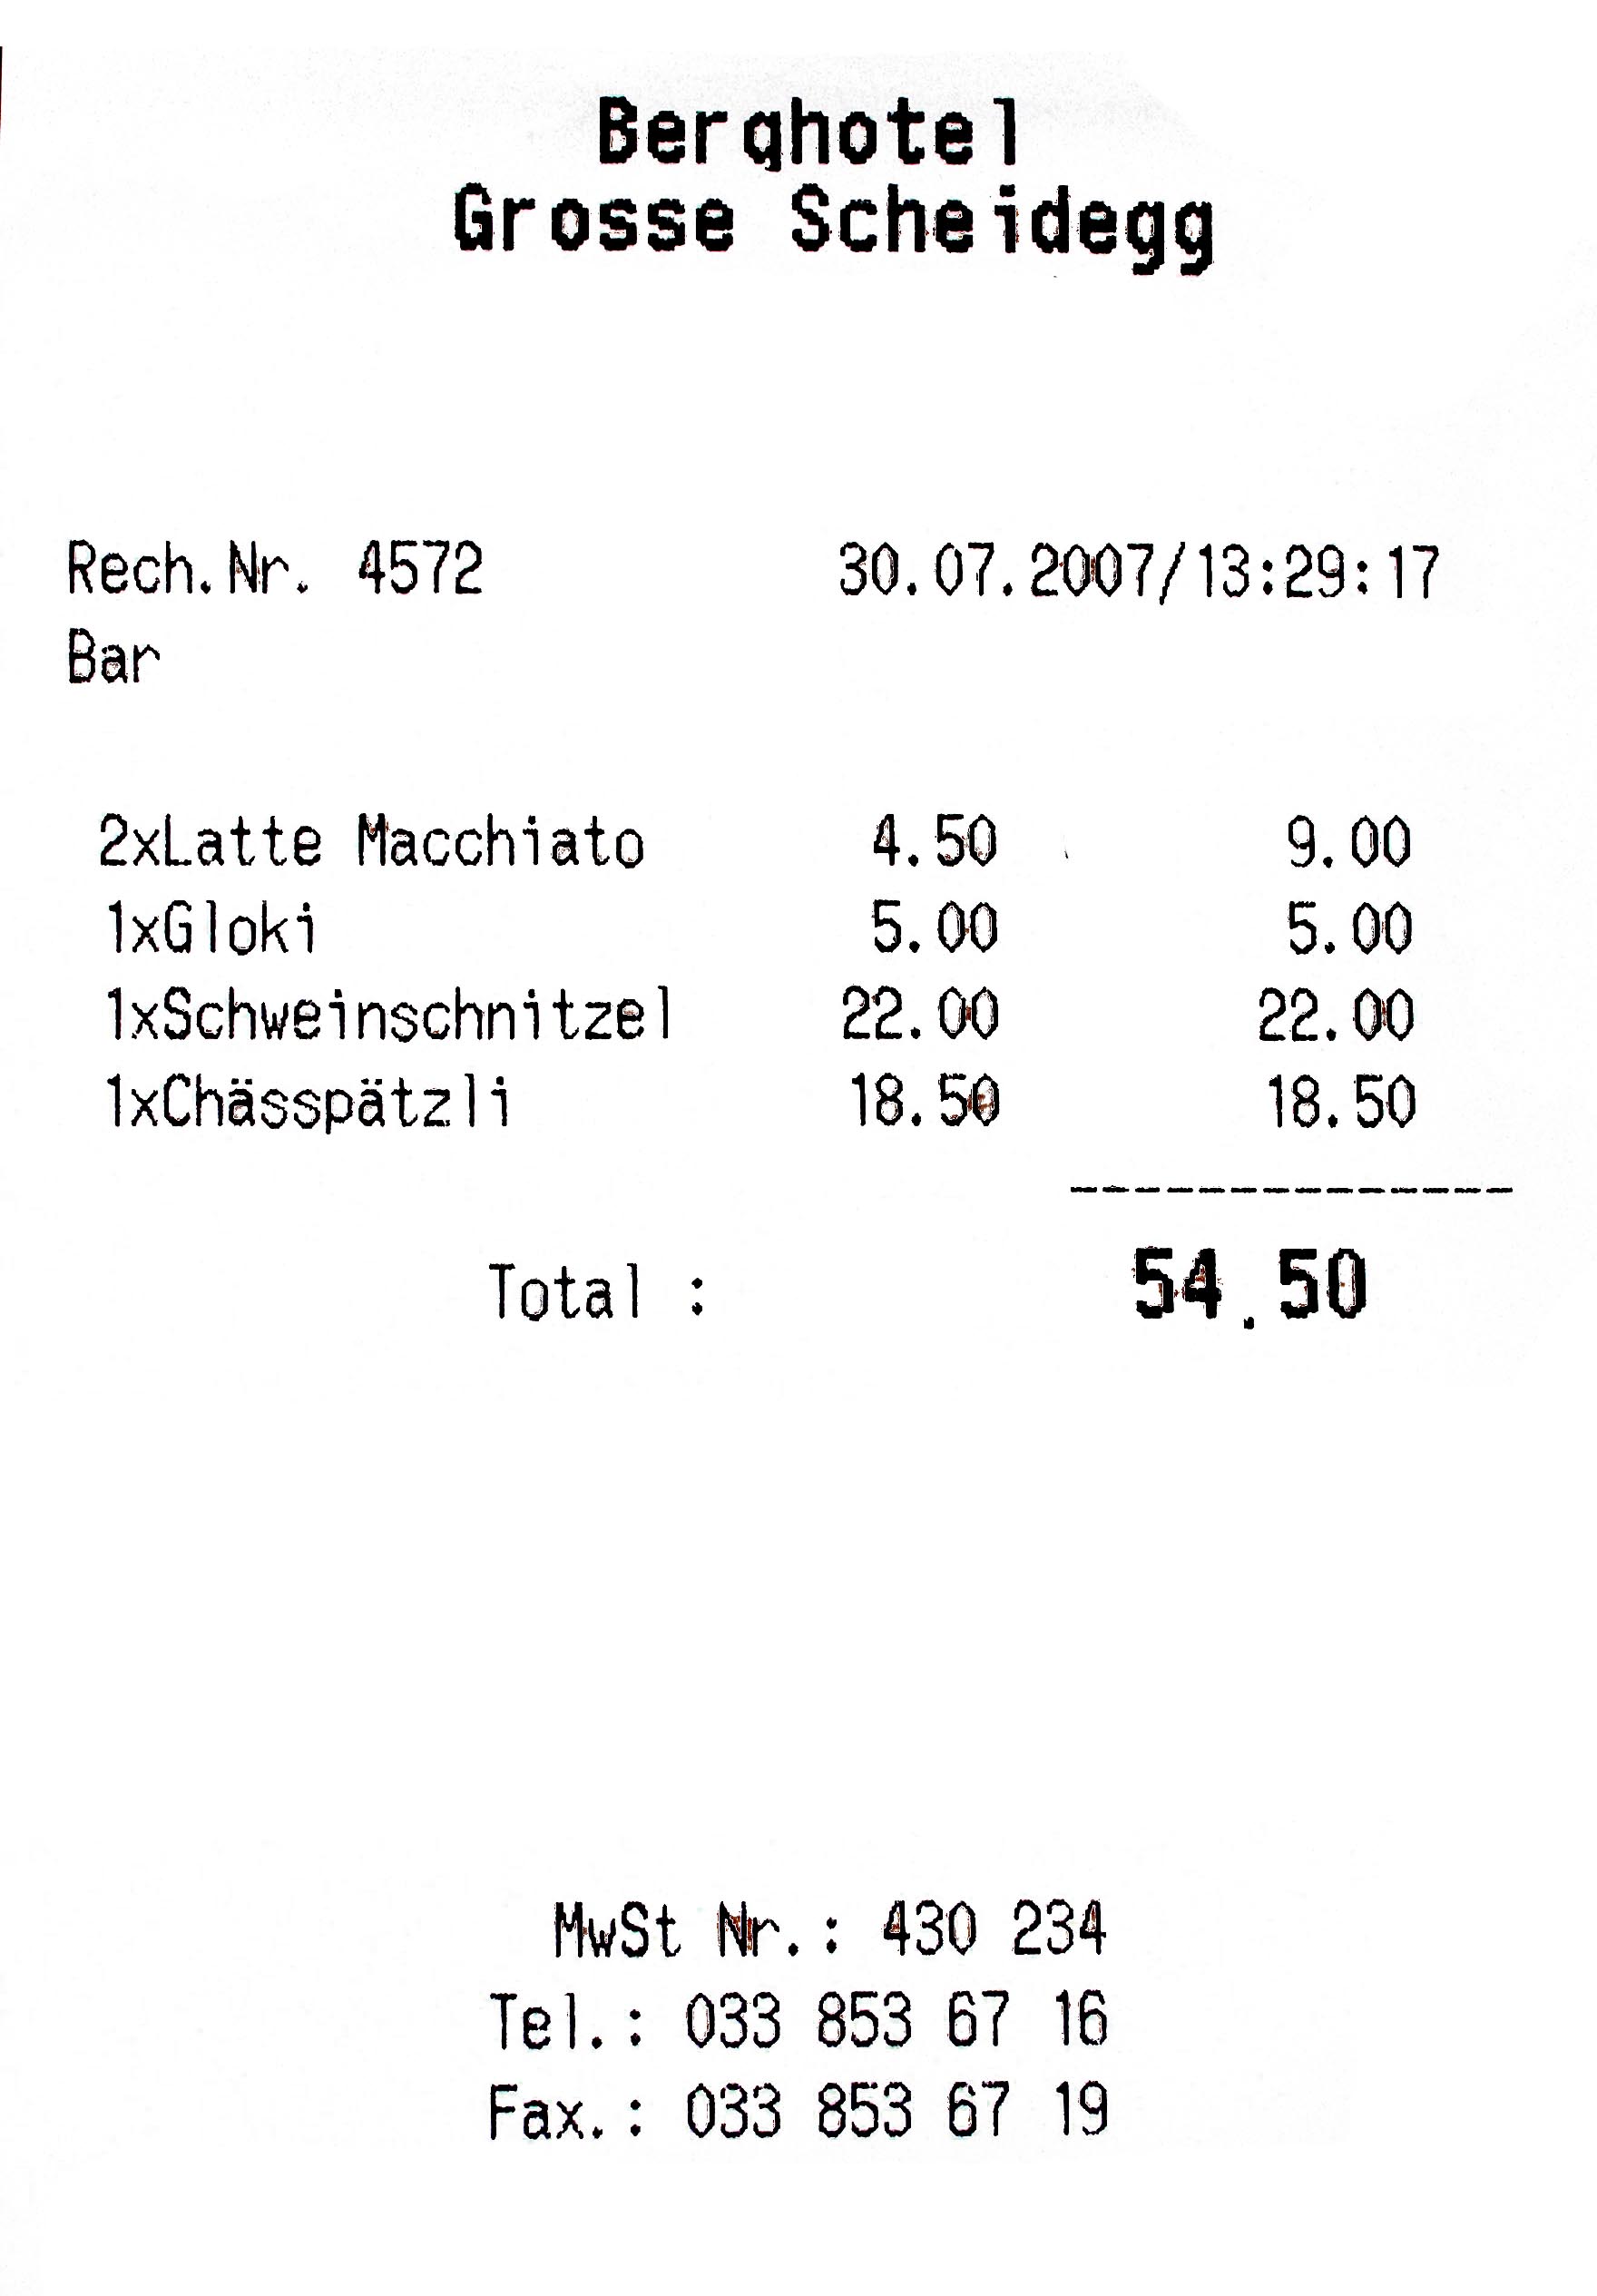 Berghotel
Grosse Scheidegg
Rech.Nr. 4572 30.07.2007/13:29:17
Bar
2xLatte Macchiato 4.50 9.00
1xGloki 5.00 5.00
1xSchweinschnitzel 22.00 22.00
1xChässpätzli 18.50 18.50
Total : 54.50
MwSt Nr.: 430 234
Tel.: 033 853 67 16
Fax.: 033 853 67 19